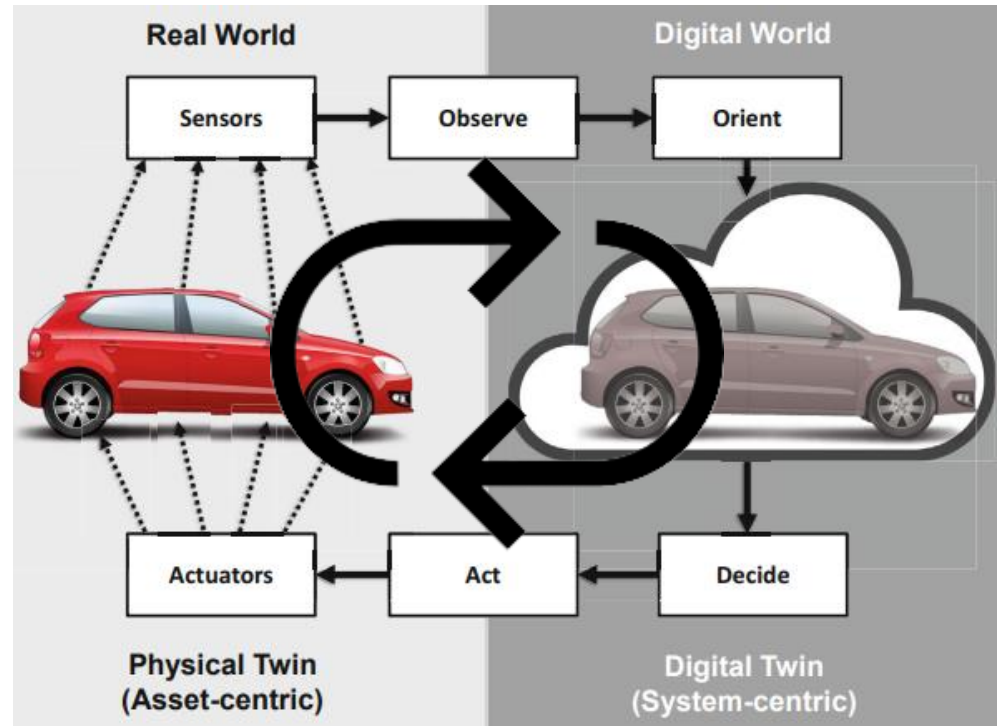 Real World
Digital World
Sensors
Observe
Orient
Actuators
Act
Decide
Physical Twin
(Asset-centric)
Digital Twin
(System-centric)